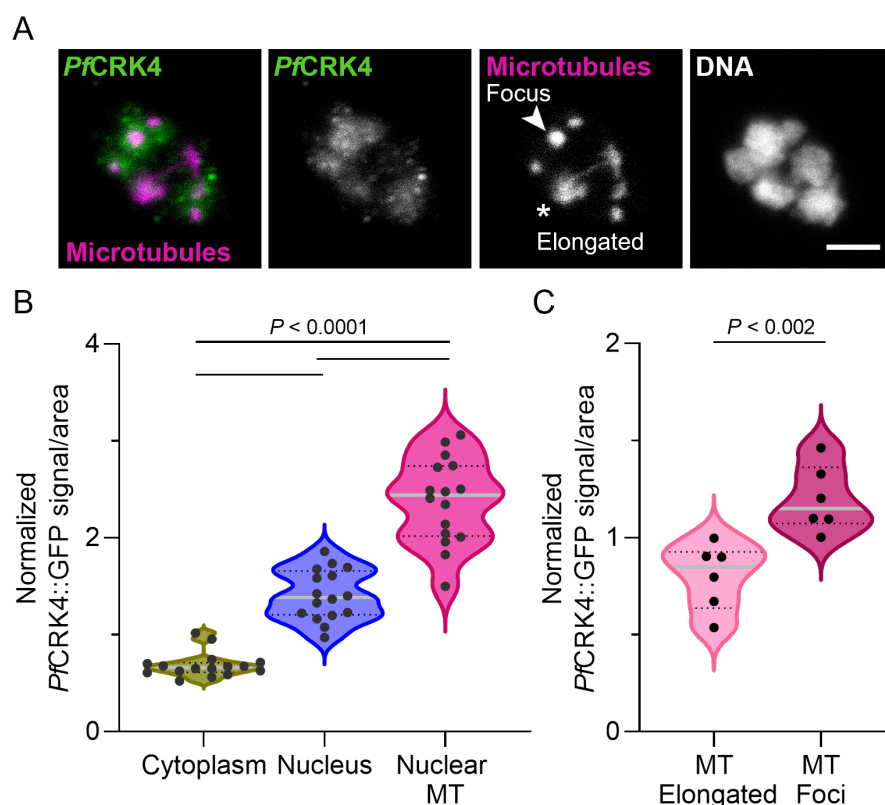 A
PfCRK4
PfCRK4
Microtubules
DNA
Focus
*
Elongated
Microtubules
B
P < 0.0001
4
2
0
Normalized
PfCRK4::GFP signal/area
Cytoplasm
Nucleus
Nuclear
MT
C
P < 0.002
2
1
0
Normalized
PfCRK4::GFP signal/area
MT
Elongated
MT
Foci